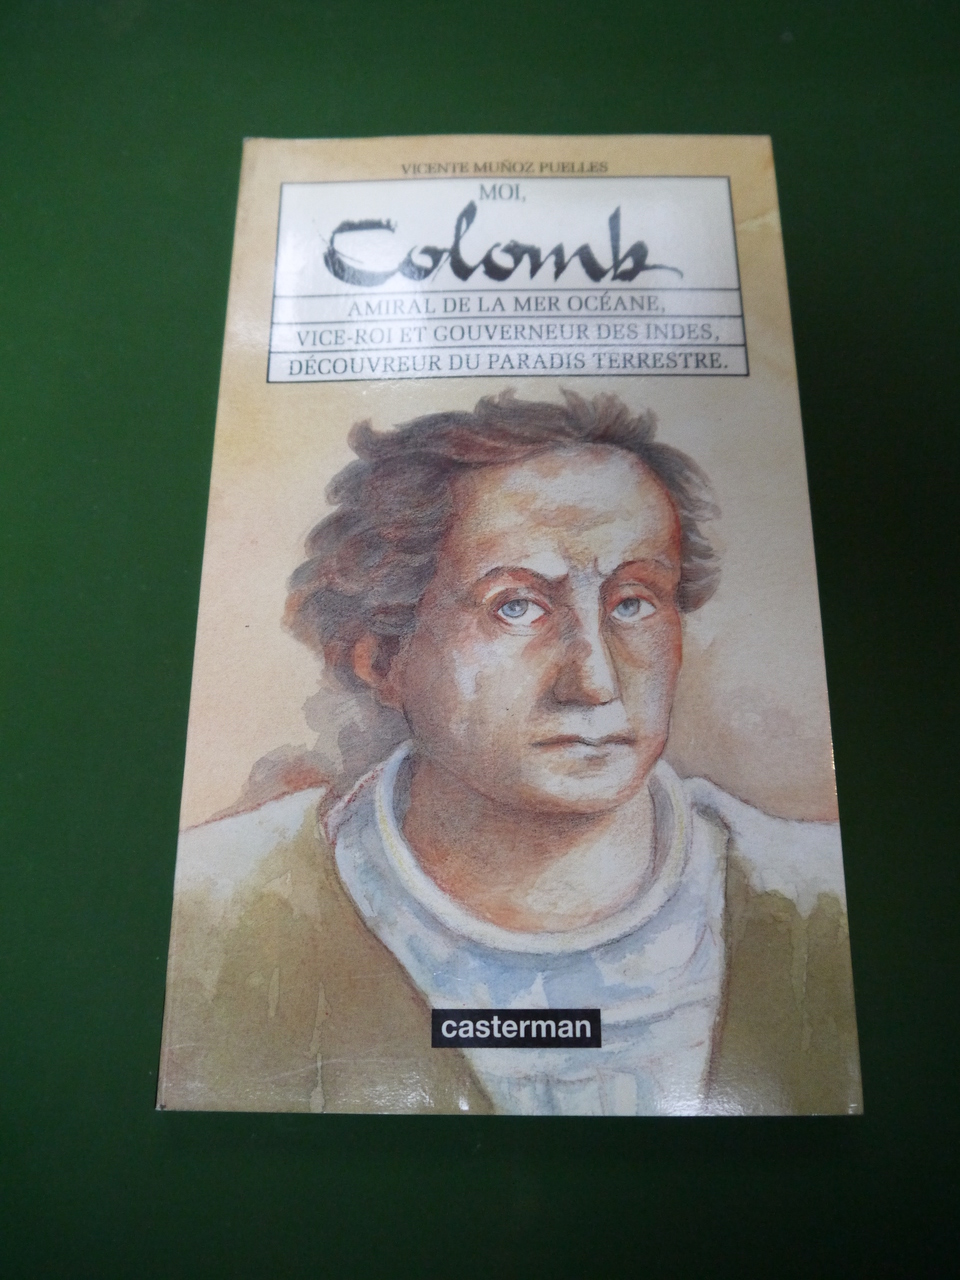 VICENTE MUÑOZ PUELLES
MOI,
Colomb
AMIRAL DE LA MER OCÉANE,
VICE-ROI ET GOUVERNEUR DES INDES,
DÉCOUVREUR DU PARADIS TERRESTRE.
casterman